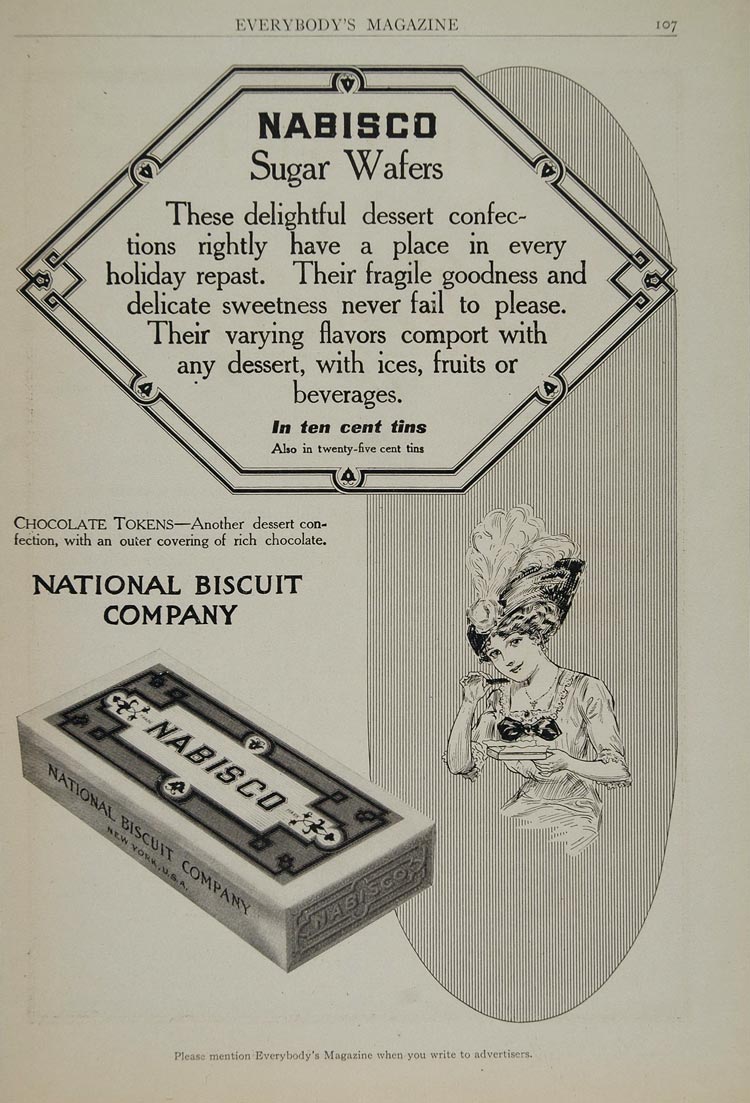 EVERYBODY'S MAGAZINE 107
NABISCO
Sugar Wafers
These delightful dessert confec-
tions rightly have a place in every
holiday repast. Their fragile goodness and
delicate sweetness never fail to please.
Their varying flavors comport with
any dessert, with ices, fruits or
beverages.
In ten cent tins
Also in twenty-five cent tins
CHOCOLATE TOKENS—Another dessert con-
fection, with an outer covering of rich chocolate.
NATIONAL BISCUIT
COMPANY
NABISCO
NATIONAL BISCUIT COMPANY
NEW YORK, U.S.A.
NABISCO
Please mention Everybody's Magazine when you write to advertisers.